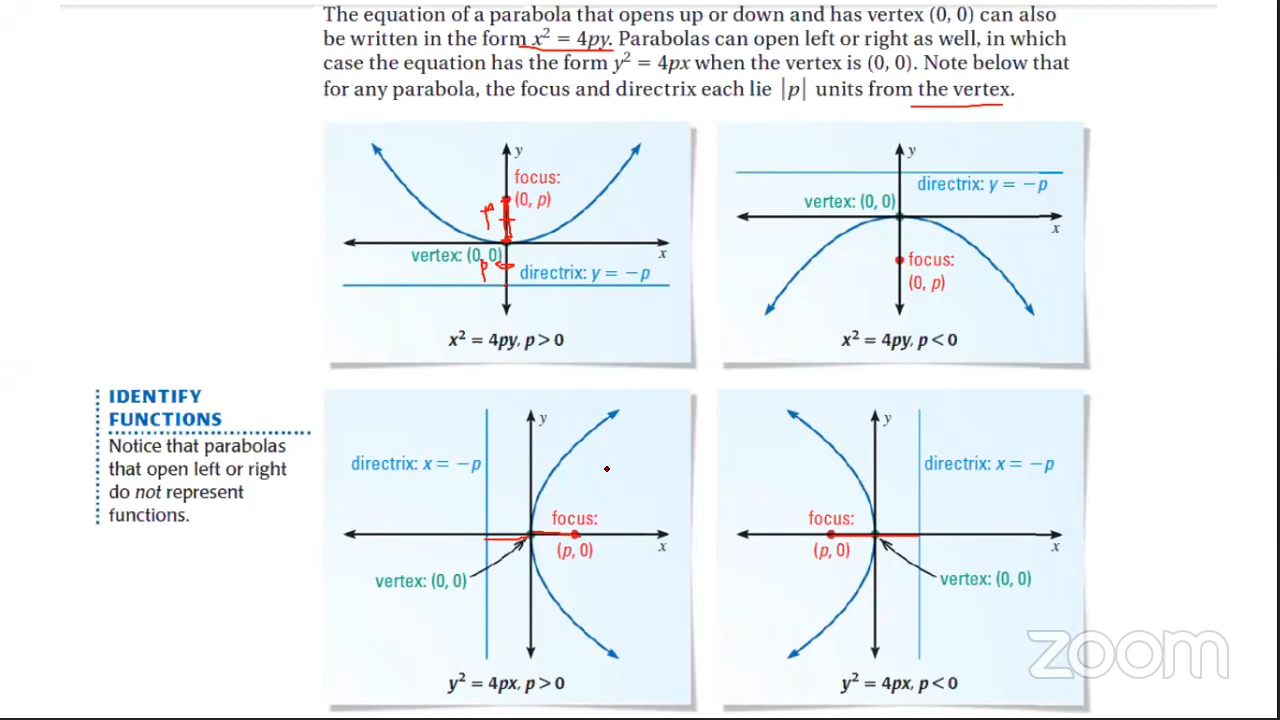 The equation of a parabola that opens up or down and has vertex (0, 0) can also
be written in the form x² = 4py. Parabolas can open left or right as well, in which
case the equation has the form y² = 4px when the vertex is (0, 0). Note below that
for any parabola, the focus and directrix each lie |p| units from the vertex.
y
focus:
(0, p)
p
vertex: (0, 0)
x
p
directrix: y = −p
x² = 4py, p > 0
y
directrix: y = −p
vertex: (0, 0)
x
focus:
(0, p)
x² = 4py, p < 0
IDENTIFY
FUNCTIONS
Notice that parabolas
that open left or right
do not represent
functions.
y
directrix: x = −p
focus:
(p, 0)
x
vertex: (0, 0)
y² = 4px, p > 0
y
directrix: x = −p
focus:
(p, 0)
x
vertex: (0, 0)
y² = 4px, p < 0
zoom